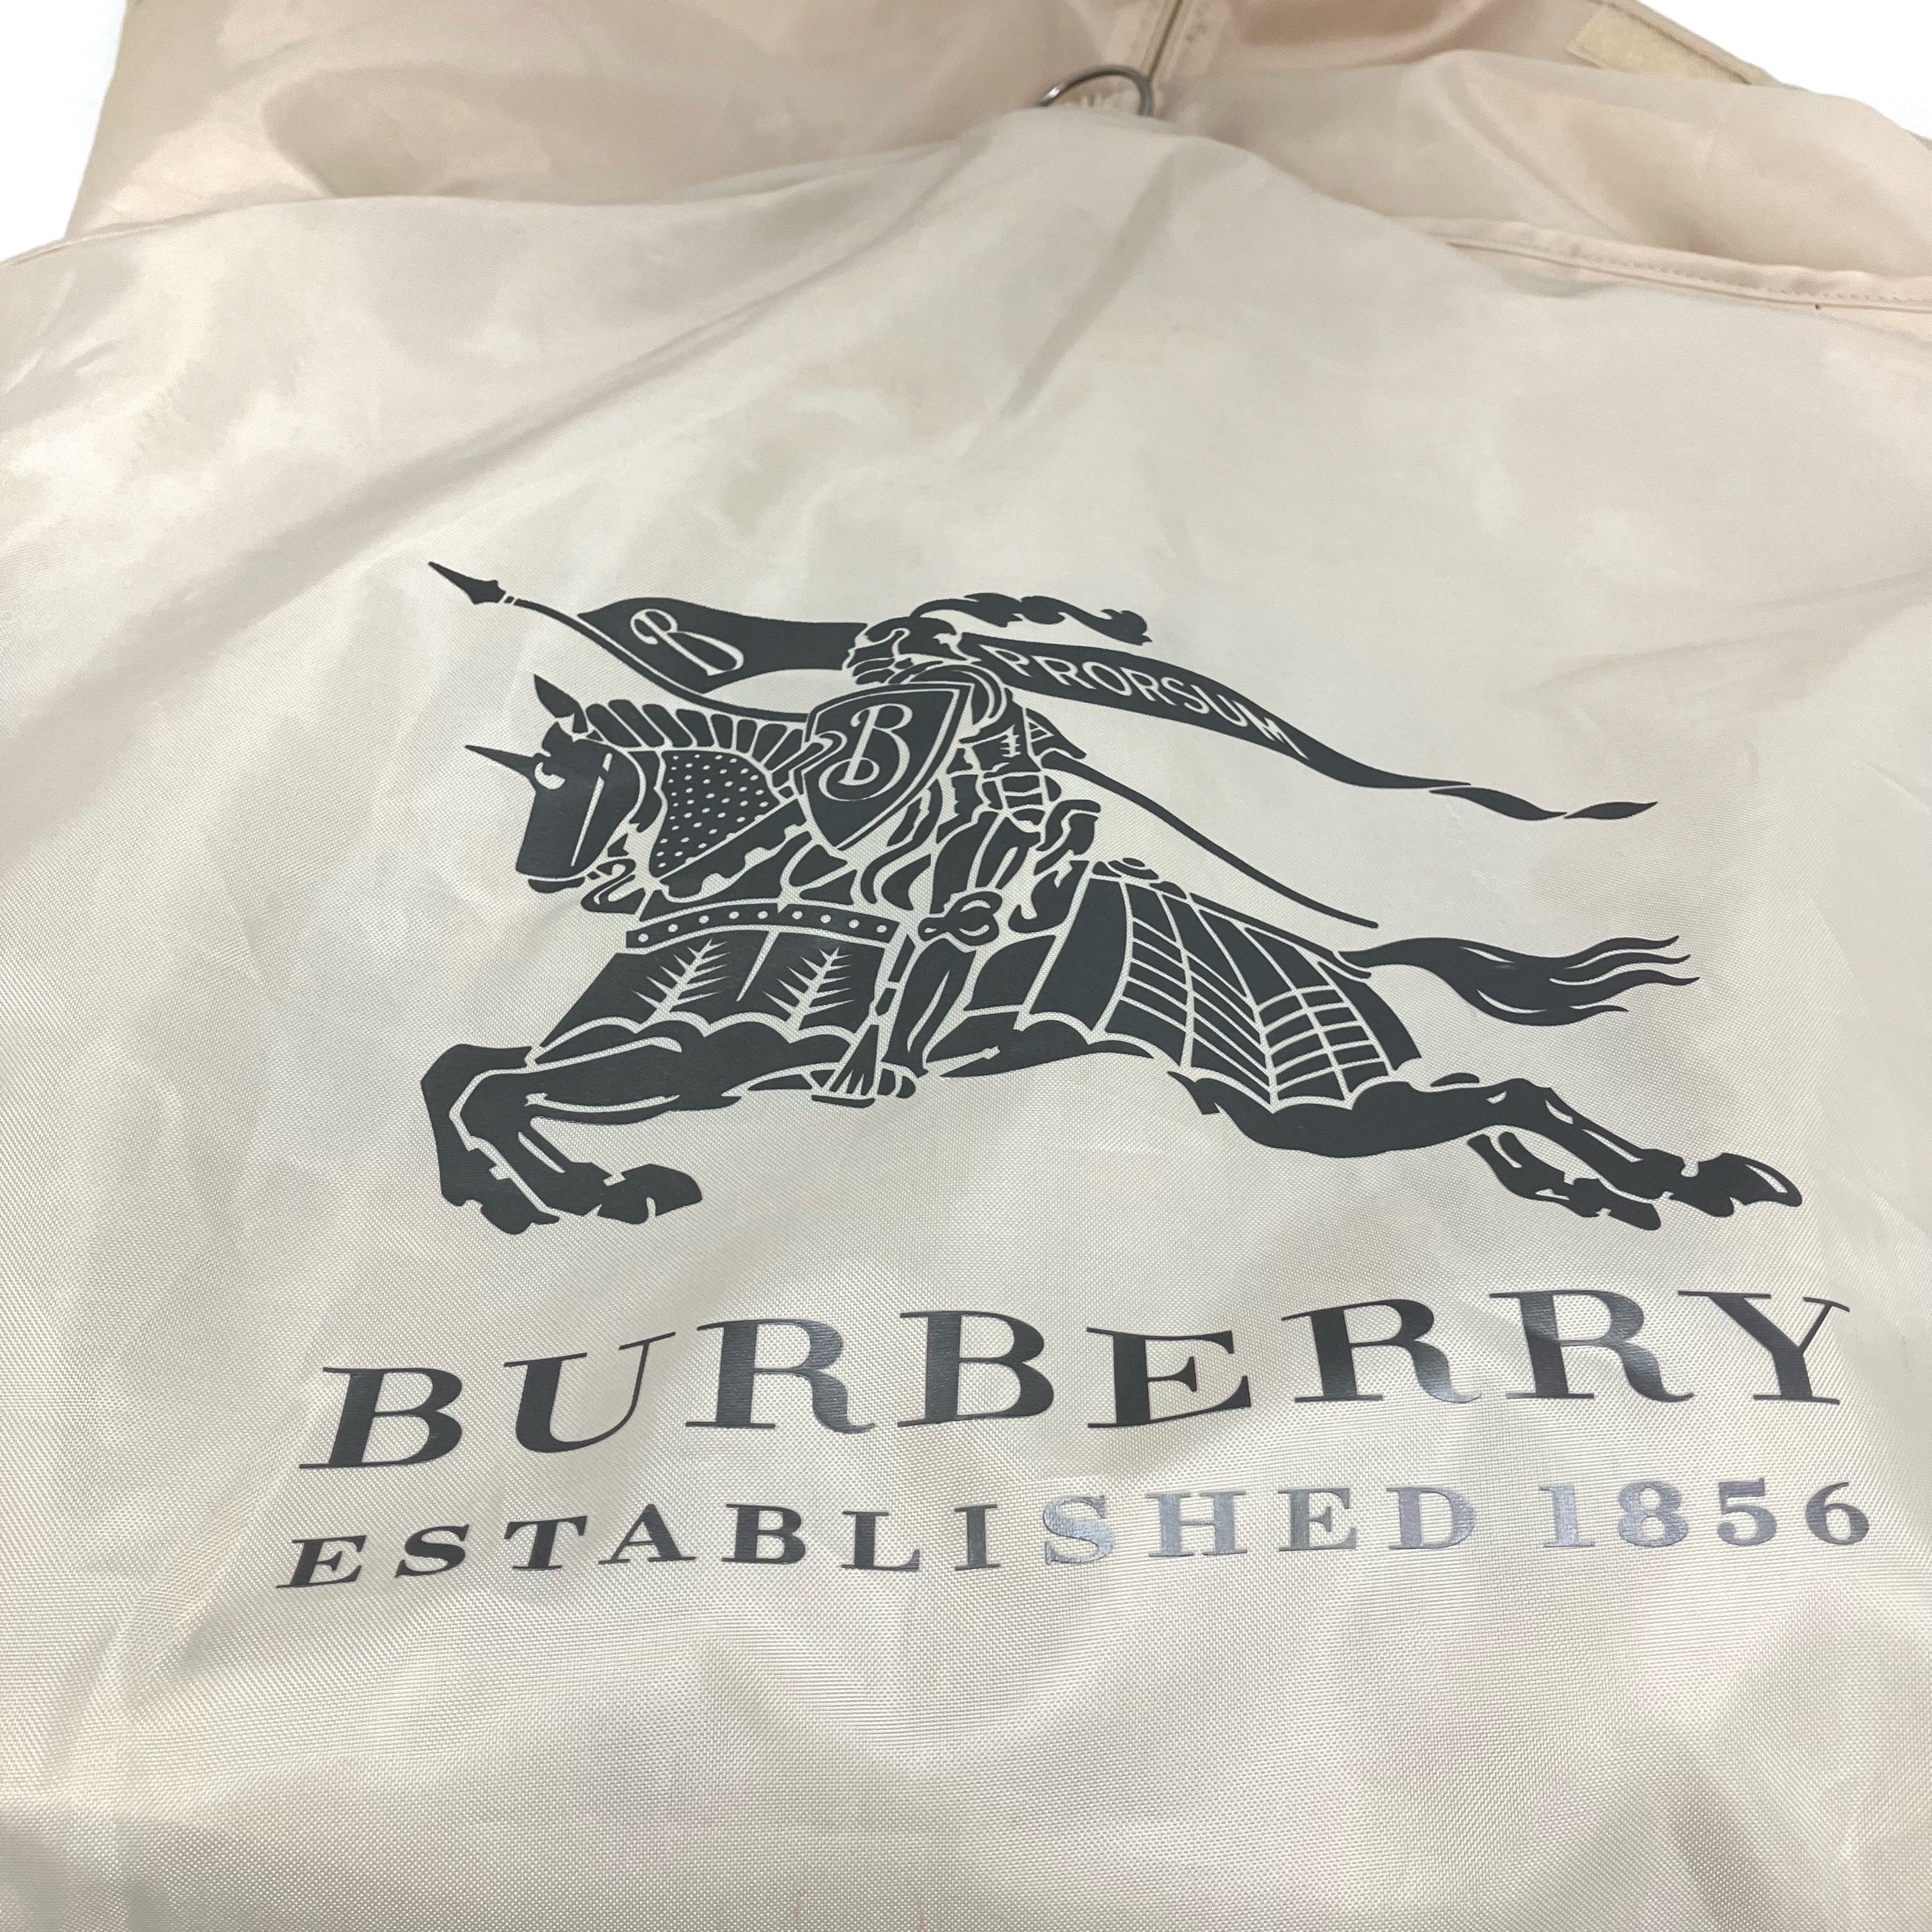 B
PRORSUM
B
BURBERRY
ESTABLISHED 1856